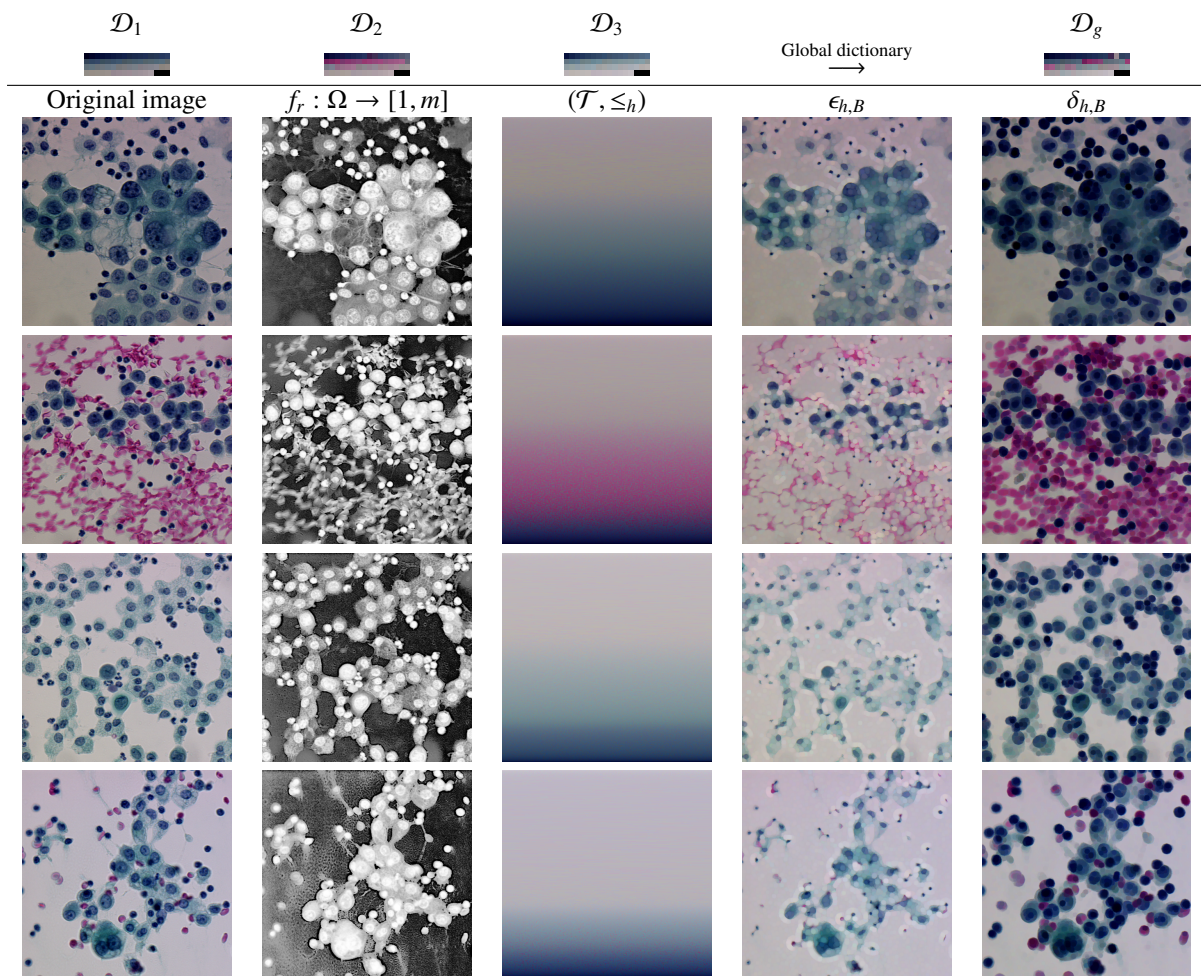 𝒟₁ 𝒟₂ 𝒟₃ 𝒟g
Global dictionary
⟶
Original image f_r : Ω → [1, m] (𝒯, ≤_h) ϵ_{h,B} δ_{h,B}